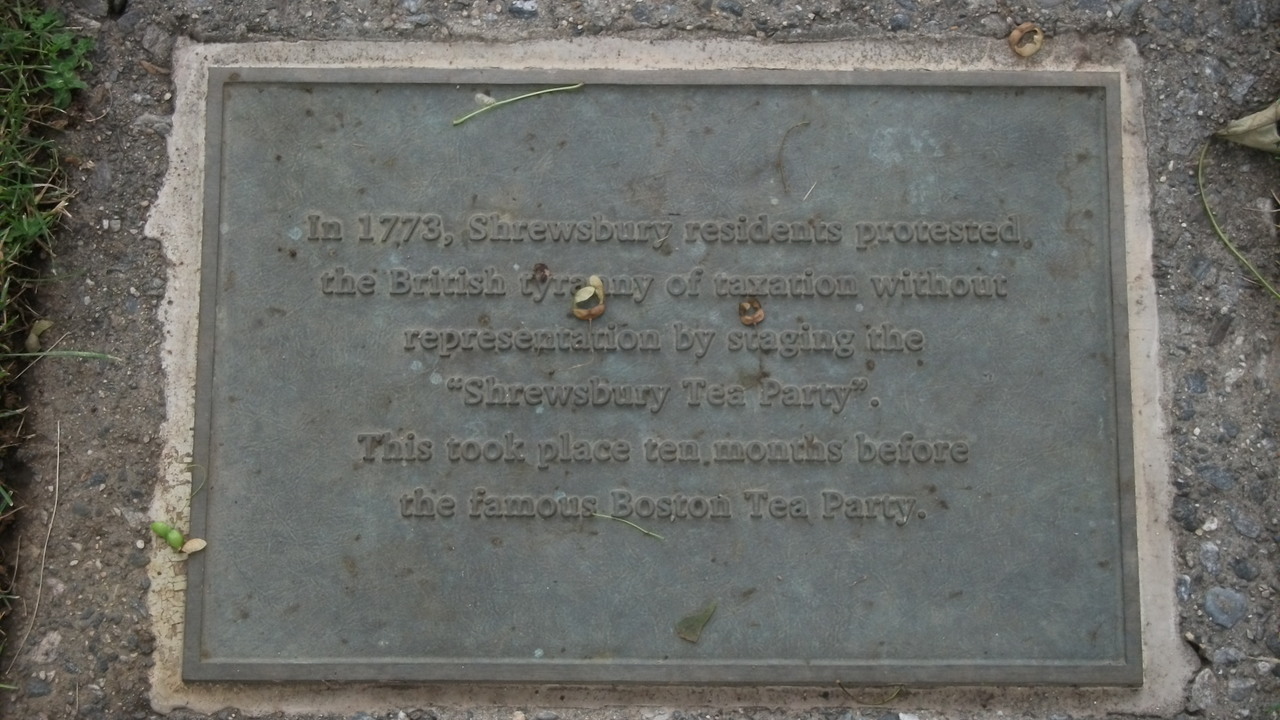 In 1773, Shrewsbury residents protested
the British tyranny of taxation without
representation by staging the
“Shrewsbury Tea Party”.
This took place ten months before
the famous Boston Tea Party.